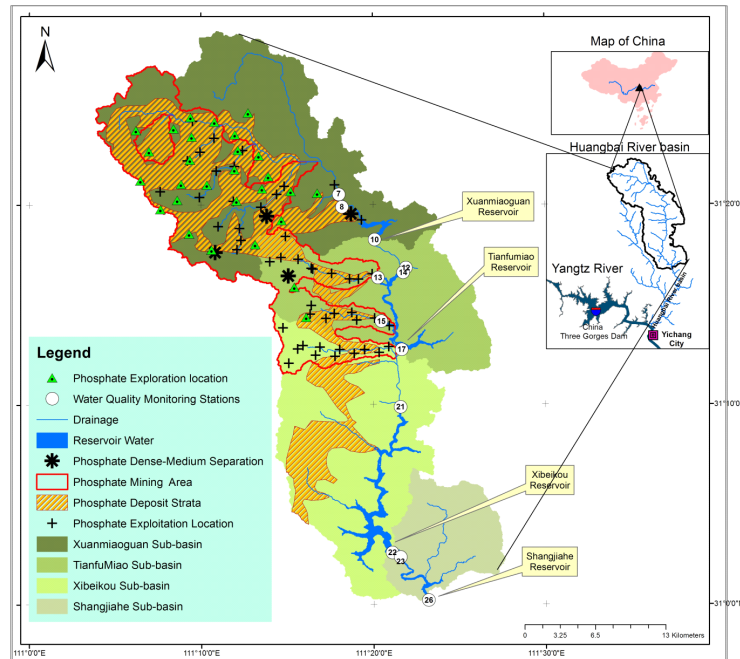 N
Map of China
Huangbai River basin
Xuanmiaoguan
Reservoir
Tianfumiao
Reservoir
Yangtz River
China
Three Gorges Dam
Huangbai River basin
Yichang
City
7
8
10
13
14
15
17
21
22
23
26
Xibeikou
Reservoir
Shangjiahe
Reservoir
Legend
Phosphate Exploration location
Water Quality Monitoring Stations
Drainage
Reservoir Water
Phosphate Dense-Medium Separation
Phosphate Mining Area
Phosphate Deposit Strata
Phosphate Exploitation Location
Xuanmiaoguan Sub-basin
TianfuMiao Sub-basin
Xibeikou Sub-basin
Shangjiahe Sub-basin
31°20'0"
31°10'0"
31°0'0"N
0 3.25 6.5 13 Kilometers
111°0'0"E 111°10'0"E 111°20'0"E 111°30'0"E